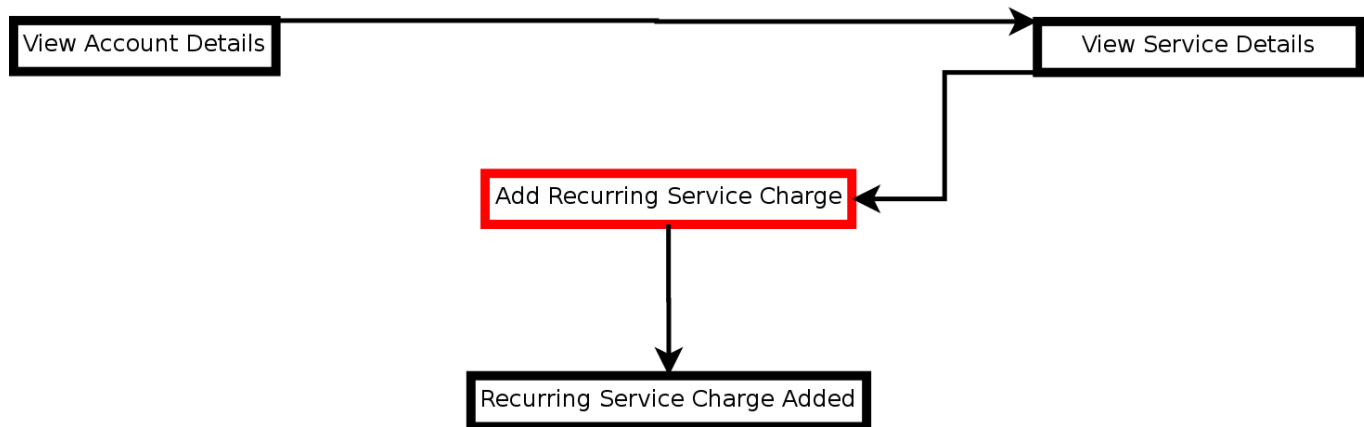 View Account Details
View Service Details
Add Recurring Service Charge
Recurring Service Charge Added